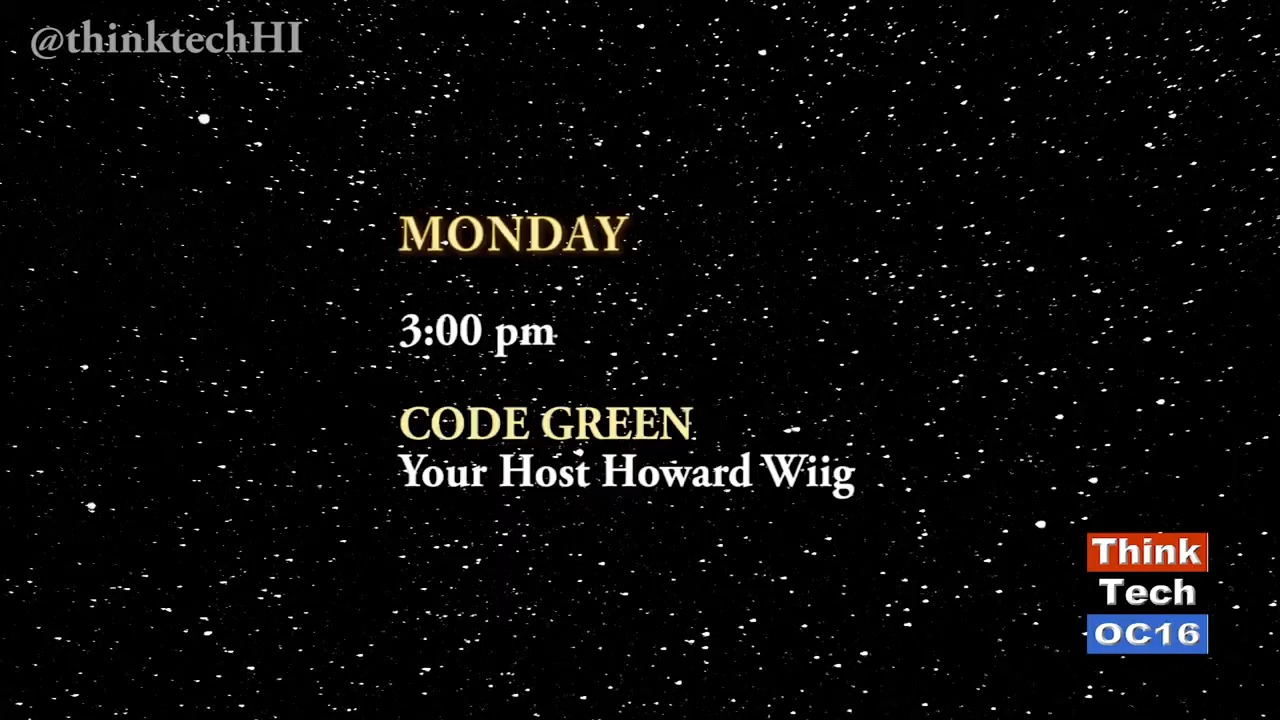 @thinktechHI
MONDAY
3:00 pm
CODE GREEN
Your Host Howard Wiig
Think
Tech
OC16